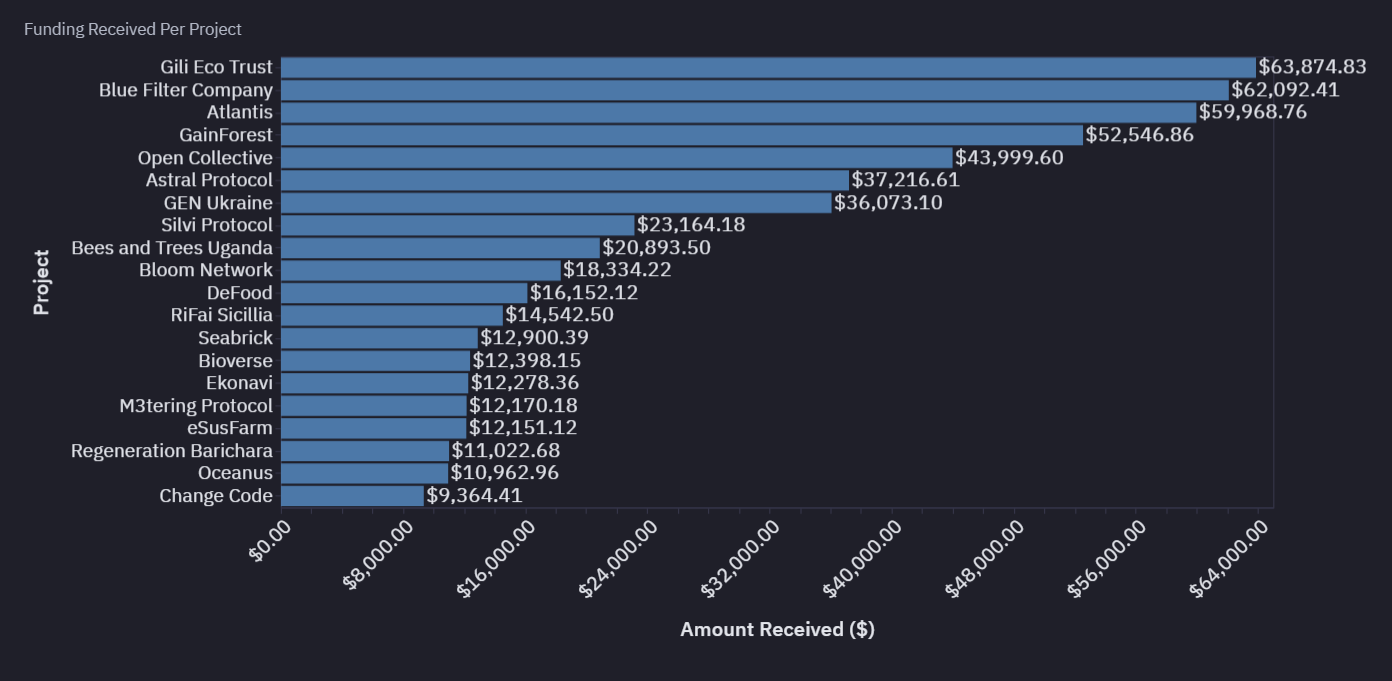 Funding Received Per Project
Project
Gili Eco Trust $63,874.83
Blue Filter Company $62,092.41
Atlantis $59,968.76
GainForest $52,546.86
Open Collective $43,999.60
Astral Protocol $37,216.61
GEN Ukraine $36,073.10
Silvi Protocol $23,164.18
Bees and Trees Uganda $20,893.50
Bloom Network $18,334.22
DeFood $16,152.12
RiFai Sicillia $14,542.50
Seabrick $12,900.39
Bioverse $12,398.15
Ekonavi $12,278.36
M3tering Protocol $12,170.18
eSusFarm $12,151.12
Regeneration Barichara $11,022.68
Oceanus $10,962.96
Change Code $9,364.41
$0.00 $8,000.00 $16,000.00 $24,000.00 $32,000.00 $40,000.00 $48,000.00 $56,000.00 $64,000.00
Amount Received ($)